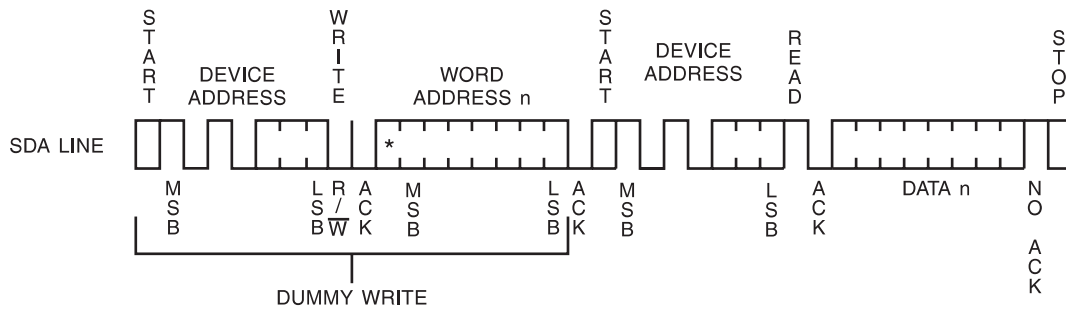 START
DEVICE
ADDRESS
WRITE
WORD
ADDRESS n
START
DEVICE
ADDRESS
READ
STOP
SDA LINE
*
MSB
LSB
R/W
ACK
MSB
LSB
ACK
MSB
LSB
ACK
DATA n
NO ACK
DUMMY WRITE